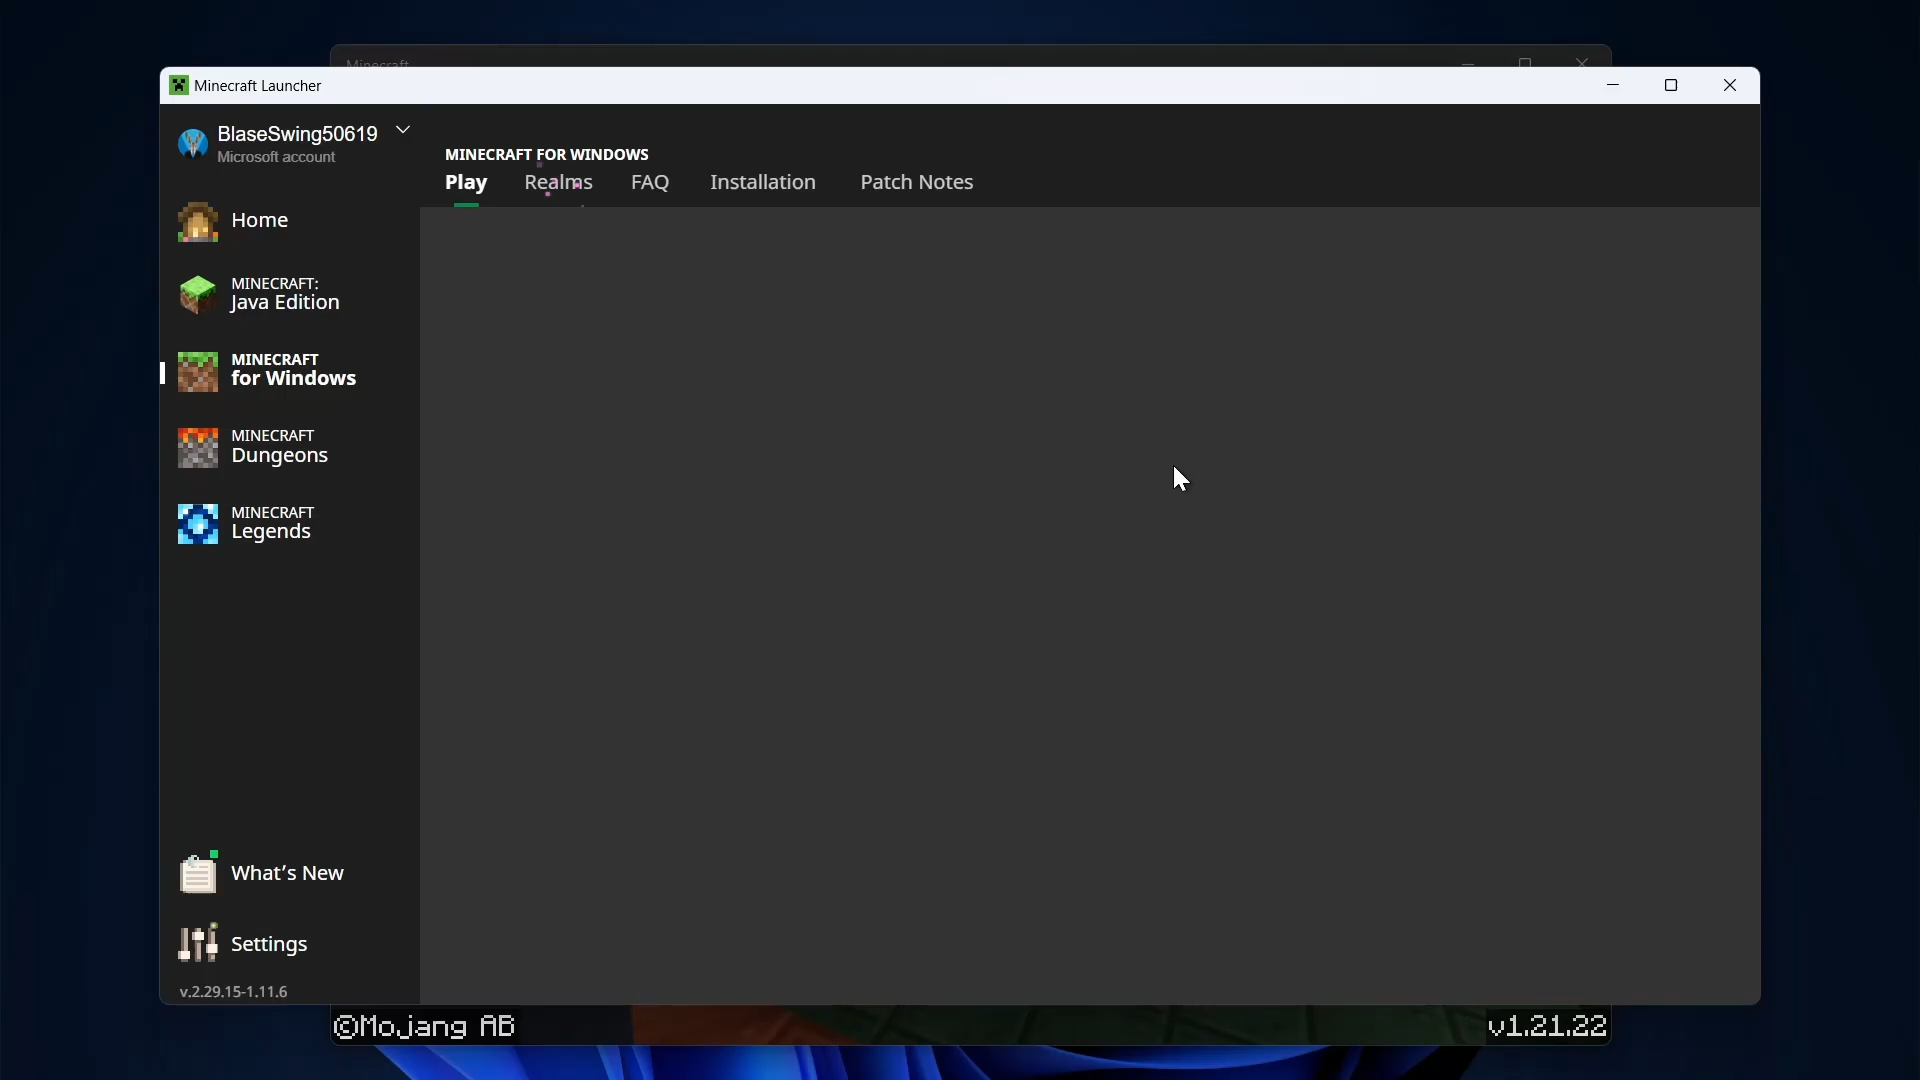 Minecraft
Minecraft Launcher
BlaseSwing50619
Microsoft account
MINECRAFT FOR WINDOWS
Play Realms FAQ Installation Patch Notes
Home
MINECRAFT:
Java Edition
MINECRAFT
for Windows
MINECRAFT
Dungeons
MINECRAFT
Legends
What's New
Settings
v.2.29.15-1.11.6
©Mojang AB
v1.21.22